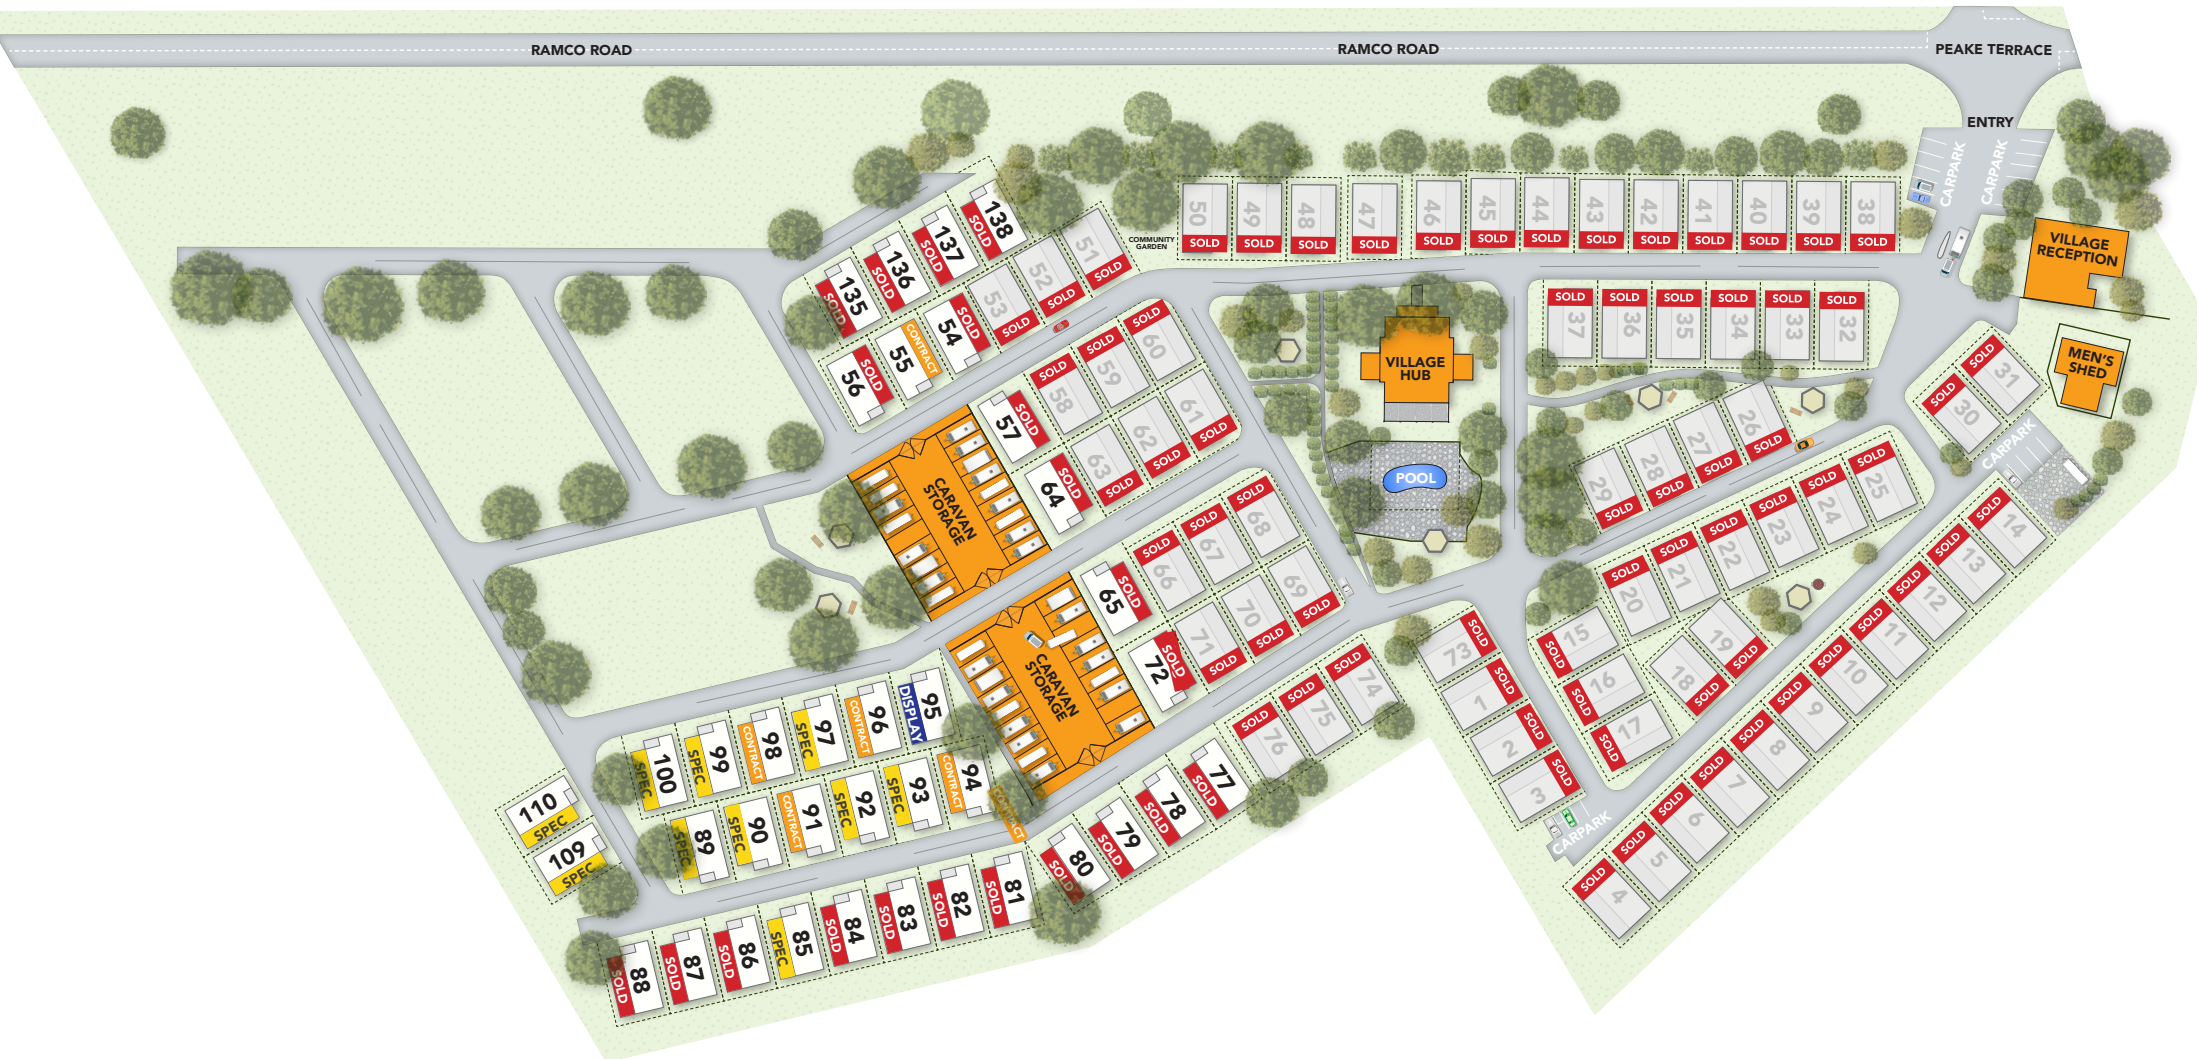 RAMCO ROAD
RAMCO ROAD
PEAKE TERRACE
ENTRY
CARPARK
CARPARK
138
SOLD
137
SOLD
136
SOLD
135
SOLD
51
SOLD
52
SOLD
53
SOLD
54
SOLD
55
CONTRACT
56
SOLD
COMMUNITY
GARDEN
50
SOLD
49
SOLD
48
SOLD
47
SOLD
46
SOLD
45
SOLD
44
SOLD
43
SOLD
42
SOLD
41
SOLD
40
SOLD
39
SOLD
38
SOLD
VILLAGE
RECEPTION
MEN'S
SHED
SOLD
37
SOLD
36
SOLD
35
SOLD
34
SOLD
33
SOLD
32
SOLD
31
SOLD
30
CARPARK
VILLAGE
HUB
POOL
SOLD
60
SOLD
59
SOLD
58
57
SOLD
61
SOLD
62
SOLD
63
SOLD
64
SOLD
CARAVAN
STORAGE
26
SOLD
27
SOLD
28
SOLD
29
SOLD
SOLD
25
SOLD
24
SOLD
23
SOLD
22
SOLD
21
SOLD
20
SOLD
68
SOLD
67
SOLD
66
65
SOLD
69
SOLD
70
SOLD
71
SOLD
72
SOLD
CARAVAN
STORAGE
15
SOLD
16
SOLD
17
SOLD
18
SOLD
19
SOLD
SOLD
14
SOLD
13
SOLD
12
SOLD
11
SOLD
10
SOLD
9
SOLD
8
SOLD
7
SOLD
6
SOLD
5
SOLD
4
73
SOLD
1
SOLD
2
SOLD
3
SOLD
CARPARK
SOLD
74
SOLD
75
SOLD
76
77
SOLD
78
SOLD
79
SOLD
80
SOLD
95
DISPLAY
96
CONTRACT
97
SPEC
98
CONTRACT
99
SPEC
100
SPEC
94
CONTRACT
CONTRACT
93
SPEC
92
SPEC
91
CONTRACT
90
SPEC
89
SPEC
110
SPEC
109
SPEC
81
SOLD
82
SOLD
83
SOLD
84
SOLD
85
SPEC
86
SOLD
87
SOLD
88
SOLD